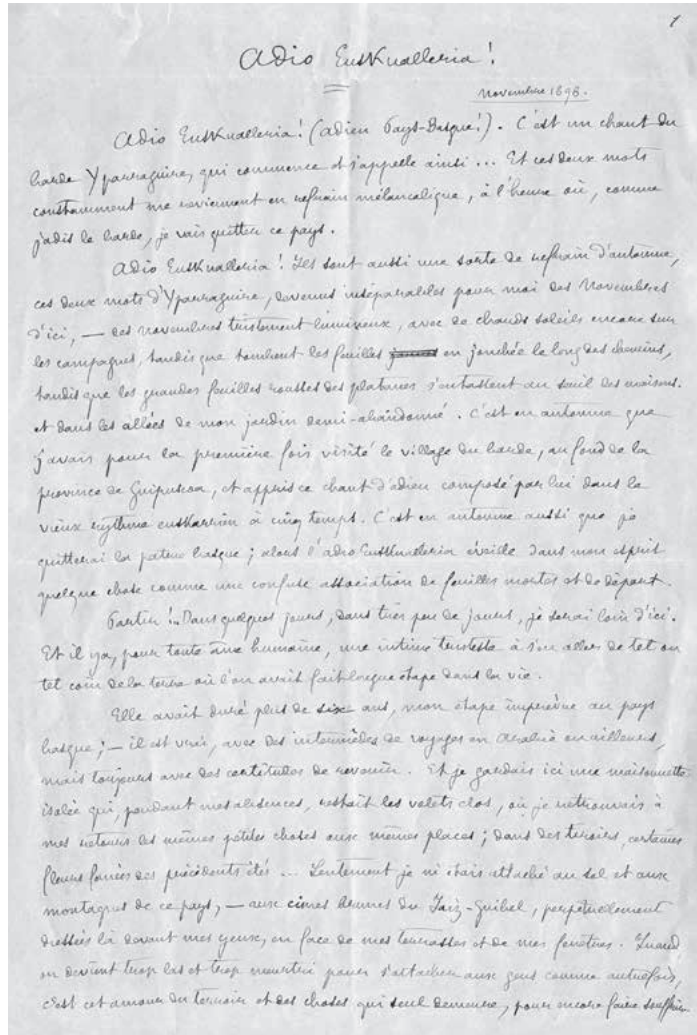 1
Adio Euskualleria !
novembre 1898.
Adio Euskualleria ! (adieu Pays-Basque !). C'est un chant du
barde Yparraguire, qui commence et s'appelle ainsi ... Et ces deux mots
constamment me reviennent en refrain mélancolique, à l'heure où, comme
jadis le barde, je vais quitter ce pays.
Adio Euskualleria ! Ils sont aussi une sorte de refrain d'automne,
ces deux mots d'Yparraguire, devenus inséparables pour moi des Novembres
d'ici, — des novembres tristement lumineux, avec de chauds soleils encore sur
les campagnes, tandis que tombent les feuilles en jonchée le long des chemins,
tandis que les grandes feuilles rousses des platanes s'entassent au seuil des maisons.
et dans les allées de mon jardin demi-abandonné. C'est en automne que
j'avais pour la première fois visité le village du barde, au fond de la
province de Guipuscoa, et appris ce chant d'adieu composé par lui dans le
vieux rythme euskarrien à cinq temps. C'est en automne aussi que je
quitterai la patrie basque ; alors l'adio Euskualleria éveille dans mon esprit
quelque chose comme une confuse association de feuilles mortes et de départ.
Partir !.. Dans quelques jours, dans très peu de jours, je serai loin d'ici.
Et il y a, pour toute âme humaine, une intime tristesse à s'en aller de tel ou
tel coin de la terre où l'on avait fait longue étape dans la vie.
Elle avait duré plus de six ans, mon étape imprévue au pays
basque ; — il est vrai, avec des intermèdes de voyages en Arabie ou ailleurs,
mais toujours avec des certitudes de revenir. Et je gardais ici une maisonnette
isolée qui, pendant mes absences, restait les volets clos, où je retrouvais à
mes retours les mêmes petites choses aux mêmes places ; dans des tiroirs, certaines
fleurs fanées des précédents étés ... Lentement je m'étais attaché au sol et aux
montagnes de ce pays, — aux cimes brunes du Jaiz-Quibel, perpétuellement
dressées là devant mes yeux, en face de mes terrasses et de mes fenêtres. Quand
on devient trop las et trop meurtri pour s'attacher aux gens comme autrefois,
c'est cet amour du terroir et des choses qui seul demeure, pour encore faire souffrir.